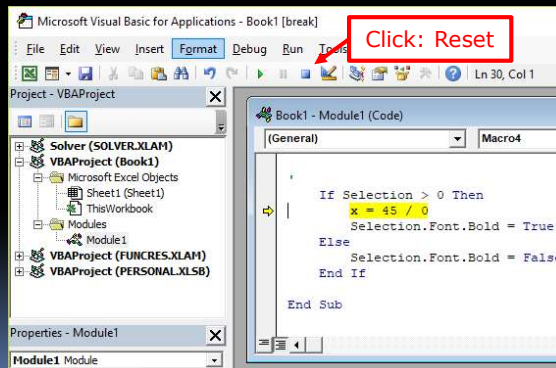 Microsoft Visual Basic for Applications - Book1 [break]
Click: Reset
File Edit View Insert Format Debug Run Tools
Ln 30, Col 1
Project - VBAProject
Book1 - Module1 (Code)
(General) Macro4
Solver (SOLVER.XLAM)
VBAProject (Book1)
Microsoft Excel Objects
Sheet1 (Sheet1)
ThisWorkbook
Modules
Module1
VBAProject (FUNCRES.XLAM)
VBAProject (PERSONAL.XLSB)
'
If Selection > 0 Then
x = 45 / 0
Selection.Font.Bold = True
Else
Selection.Font.Bold = False
End If
End Sub
Properties - Module1
Module1 Module